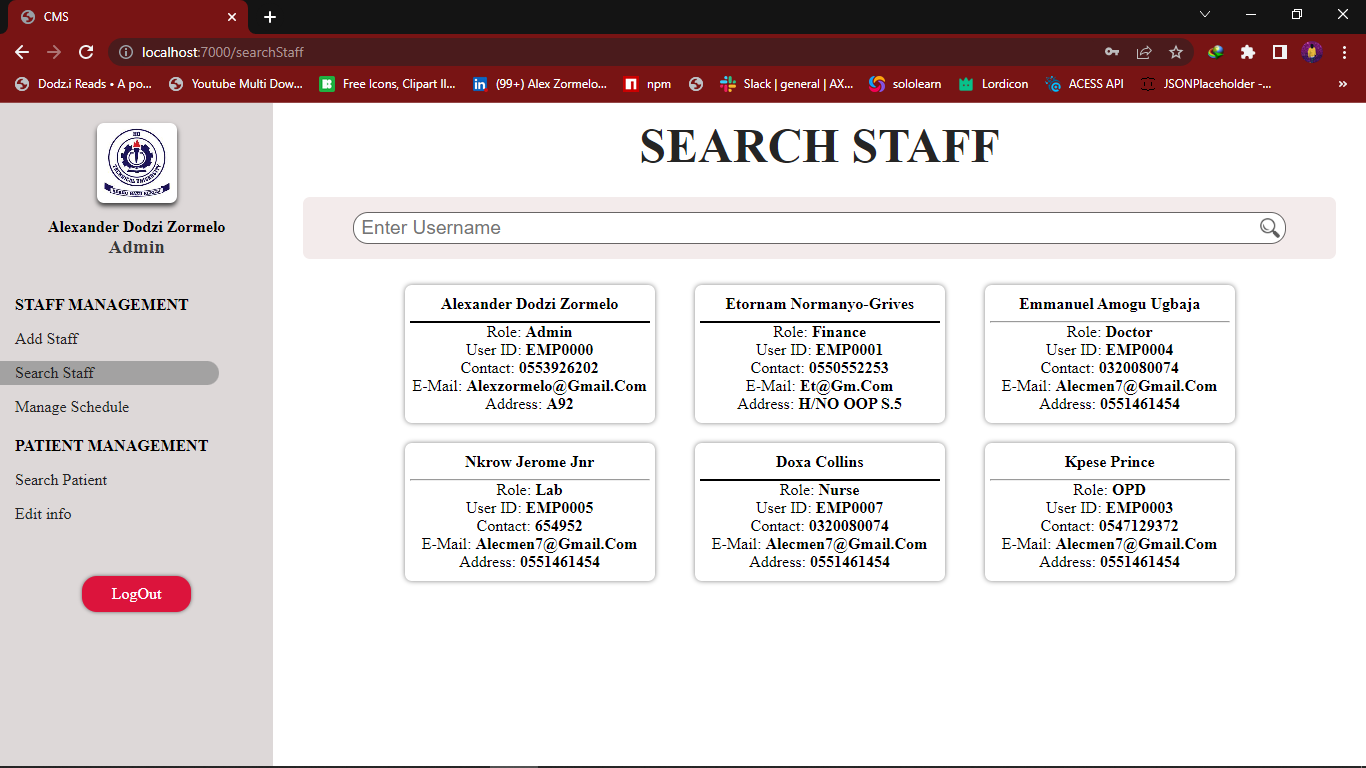 CMS
localhost:7000/searchStaff
Dodz.i Reads • A po...
Youtube Multi Dow...
Free Icons, Clipart Il...
(99+) Alex Zormelo...
npm
Slack | general | AX...
sololearn
Lordicon
ACESS API
JSONPlaceholder -...
»
HO
TECHNICAL UNIVERSITY
Alexander Dodzi Zormelo
Admin
STAFF MANAGEMENT
Add Staff
Search Staff
Manage Schedule
PATIENT MANAGEMENT
Search Patient
Edit info
LogOut
SEARCH STAFF
Enter Username
Alexander Dodzi Zormelo
Role: Admin
User ID: EMP0000
Contact: 0553926202
E-Mail: Alexzormelo@Gmail.Com
Address: A92
Etornam Normanyo-Grives
Role: Finance
User ID: EMP0001
Contact: 0550552253
E-Mail: Et@Gm.Com
Address: H/NO OOP S.5
Emmanuel Amogu Ugbaja
Role: Doctor
User ID: EMP0004
Contact: 0320080074
E-Mail: Alecmen7@Gmail.Com
Address: 0551461454
Nkrow Jerome Jnr
Role: Lab
User ID: EMP0005
Contact: 654952
E-Mail: Alecmen7@Gmail.Com
Address: 0551461454
Doxa Collins
Role: Nurse
User ID: EMP0007
Contact: 0320080074
E-Mail: Alecmen7@Gmail.Com
Address: 0551461454
Kpese Prince
Role: OPD
User ID: EMP0003
Contact: 0547129372
E-Mail: Alecmen7@Gmail.Com
Address: 0551461454